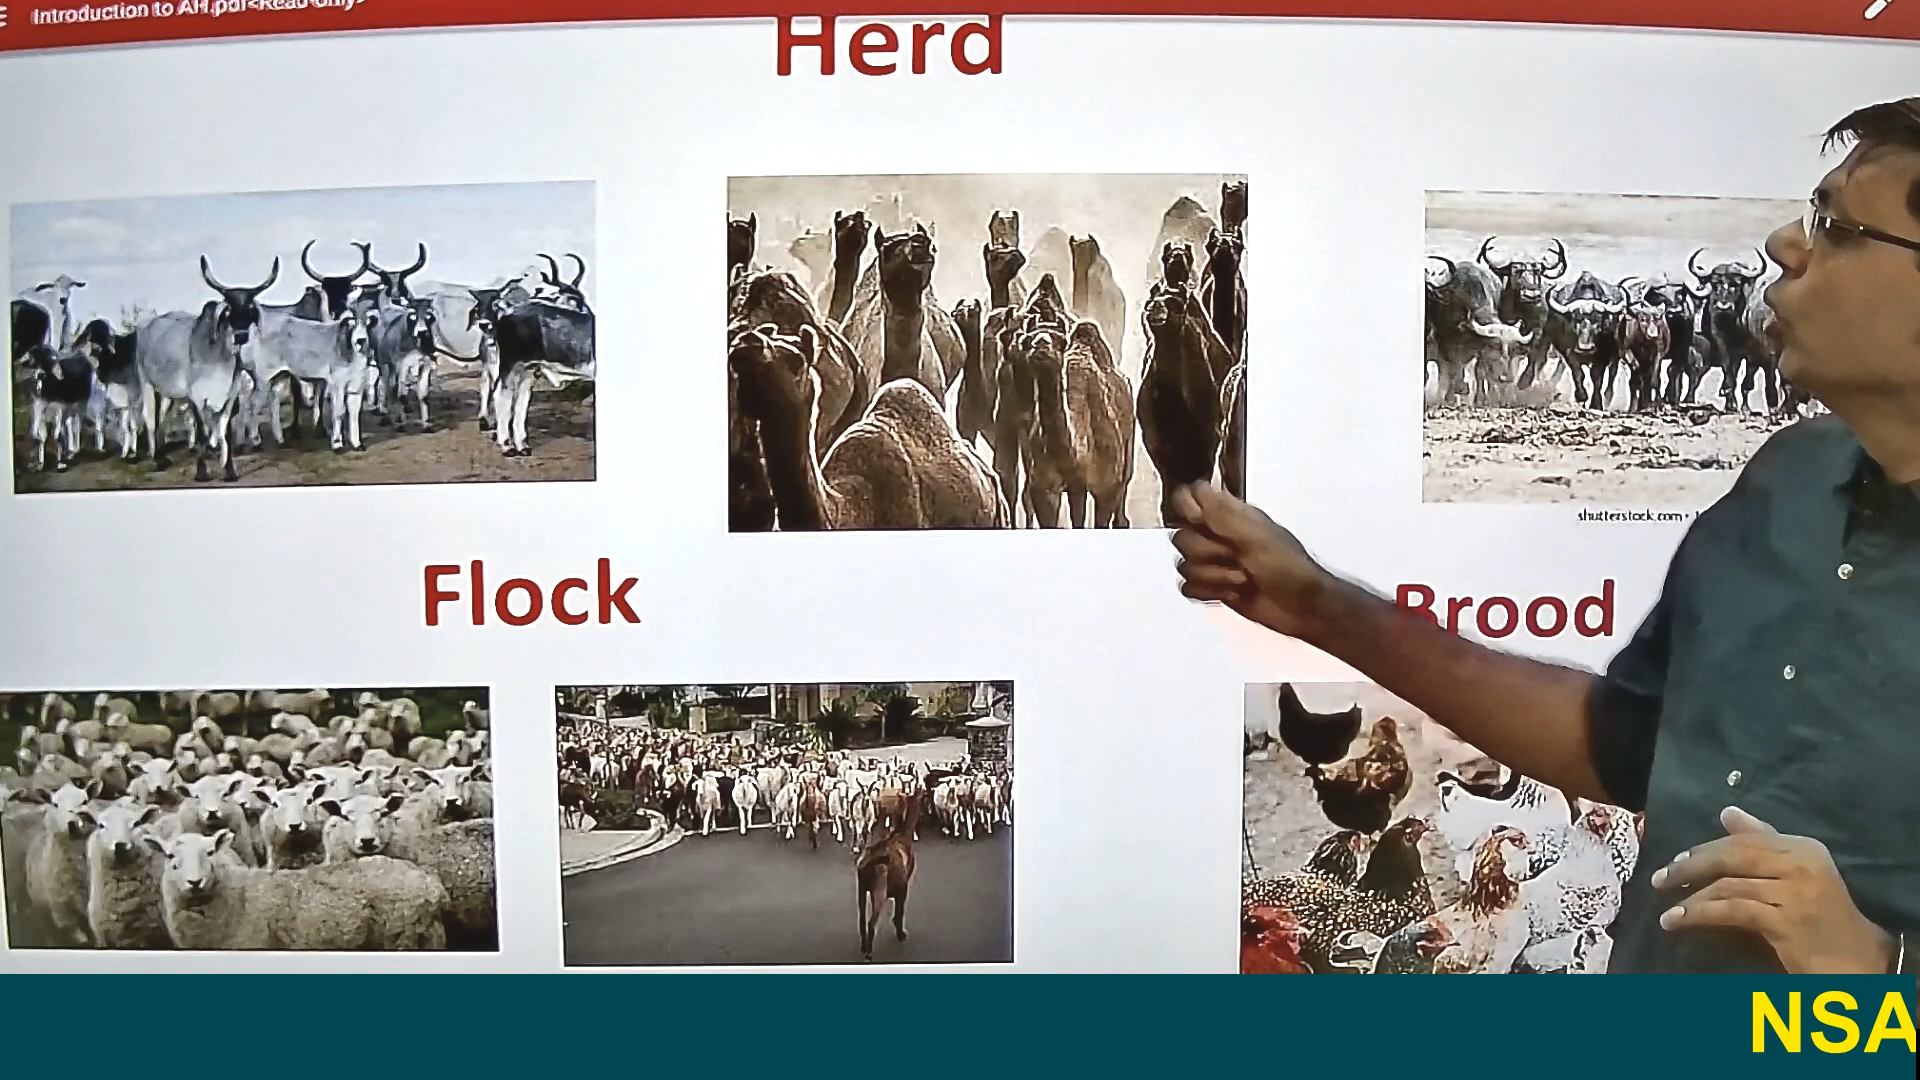 Introduction to AH.pdf<Read-only>
Herd
shutterstock.com •
Flock
Brood
NSA